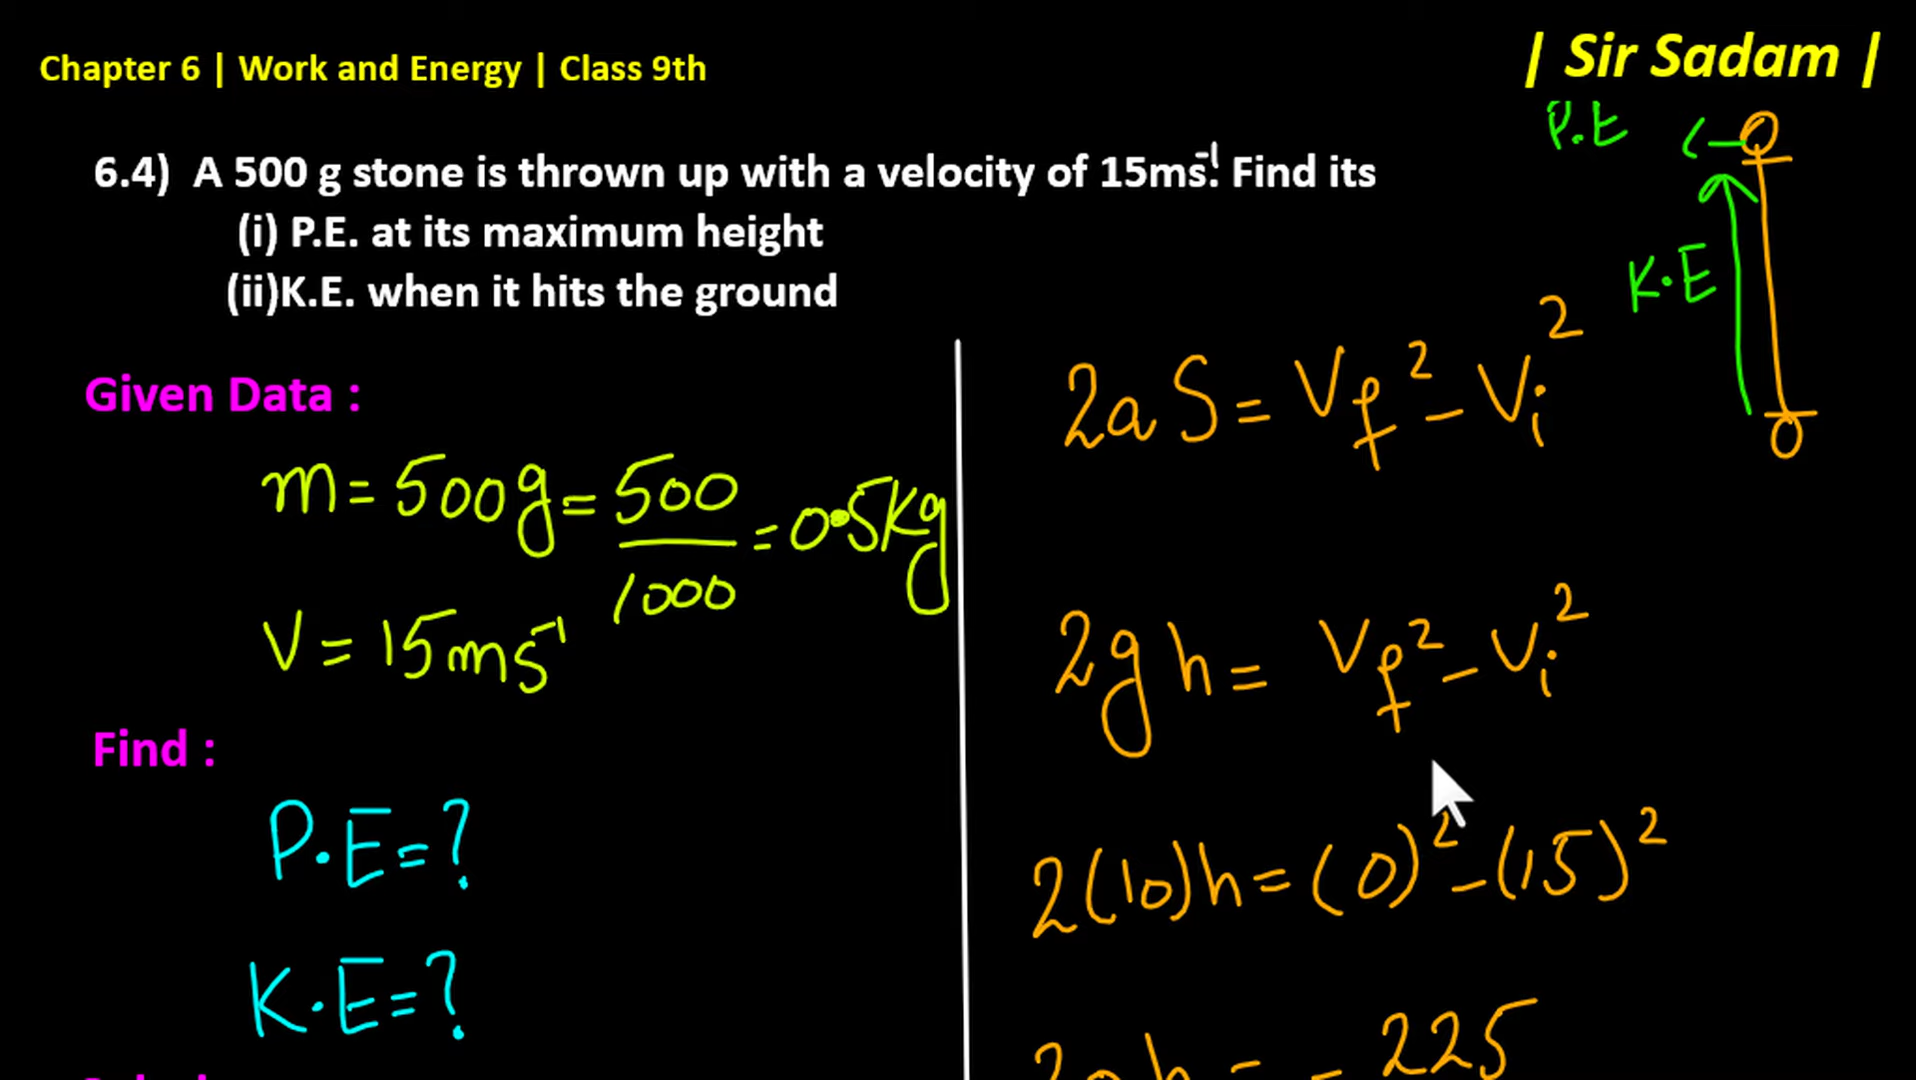 Chapter 6 | Work and Energy | Class 9th
| Sir Sadam |
P.E
K.E
6.4) A 500 g stone is thrown up with a velocity of 15ms⁻¹. Find its
(i) P.E. at its maximum height
(ii)K.E. when it hits the ground
Given Data :
m = 500g = 500/1000 = 0.5kg
V = 15ms⁻¹
Find :
P.E = ?
K.E = ?
2aS = Vf² - Vi²
2gh = Vf² - Vi²
2(10)h = (0)² - (15)²
h = - 225